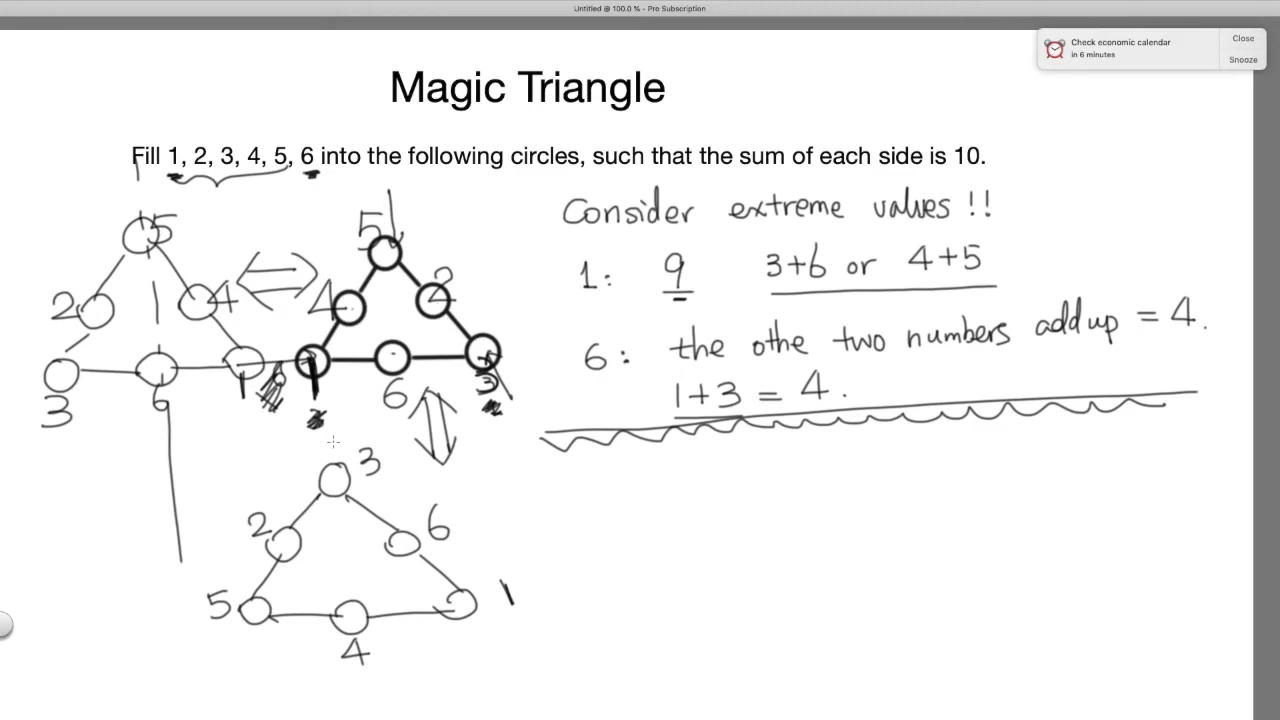 Untitled @ 100.0 % - Pro Subscription
Check economic calendar
in 6 minutes
Close
Snooze
Magic Triangle
Fill 1, 2, 3, 4, 5, 6 into the following circles, such that the sum of each side is 10.
Consider extreme values !!
1: 9 3+6 or 4+5
6: the othe two numbers add up = 4.
1+3 = 4.
5
2 4
3 6 1
5
4 2
1 6 3
3
2 6
5 4 1